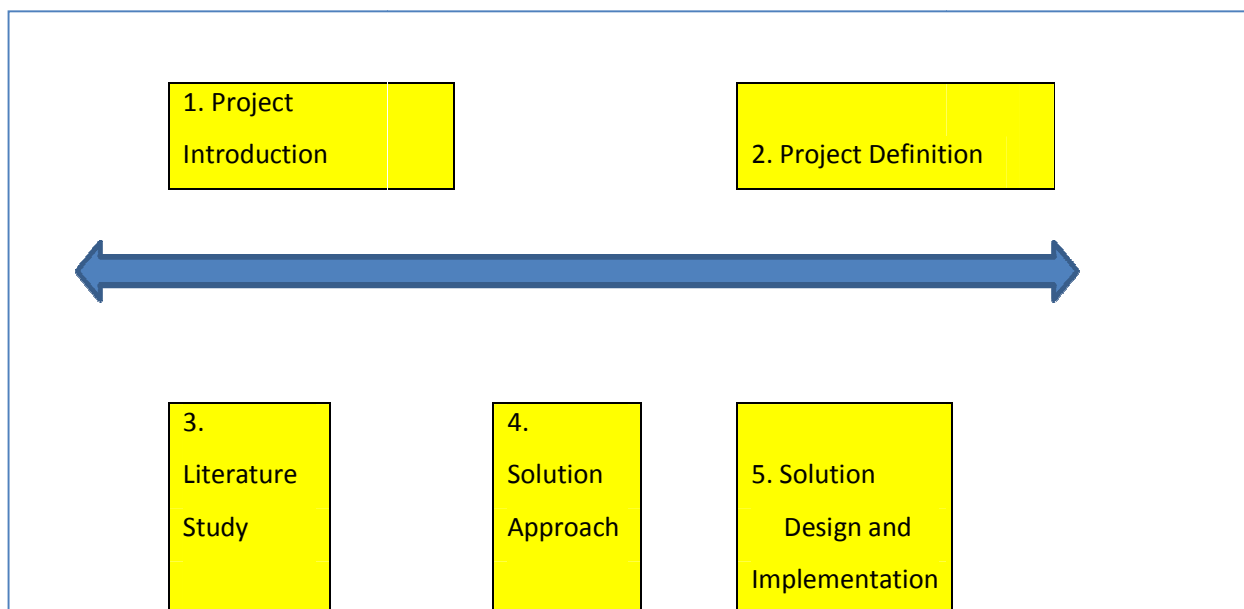 1. Project
Introduction
2. Project Definition
3.
Literature
Study
4.
Solution
Approach
5. Solution
Design and
Implementation